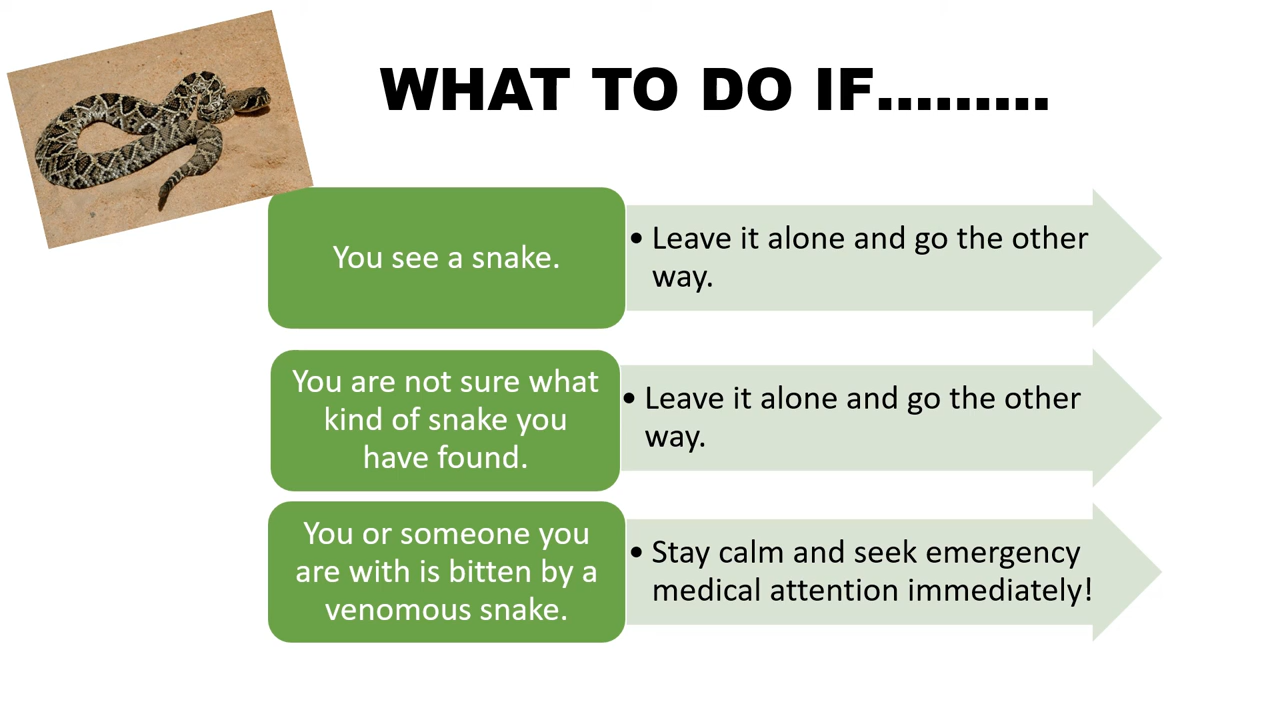 WHAT TO DO IF.........
You see a snake.
• Leave it alone and go the other
way.
You are not sure what
kind of snake you
have found.
• Leave it alone and go the other
way.
You or someone you
are with is bitten by a
venomous snake.
• Stay calm and seek emergency
medical attention immediately!